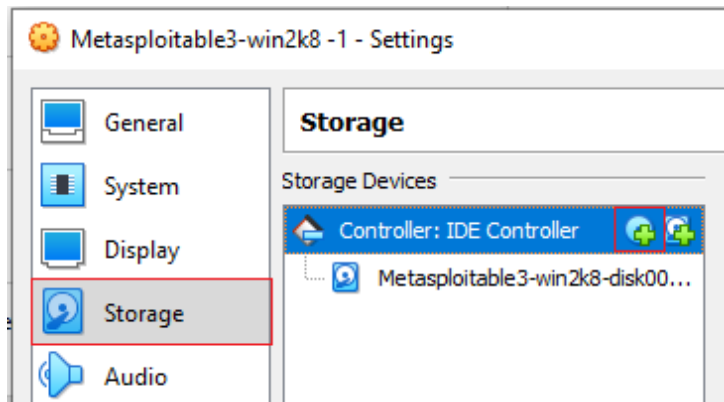 Metasploitable3-win2k8 -1 - Settings
General
System
Display
Storage
Audio
Storage
Storage Devices
Controller: IDE Controller
Metasploitable3-win2k8-disk00...